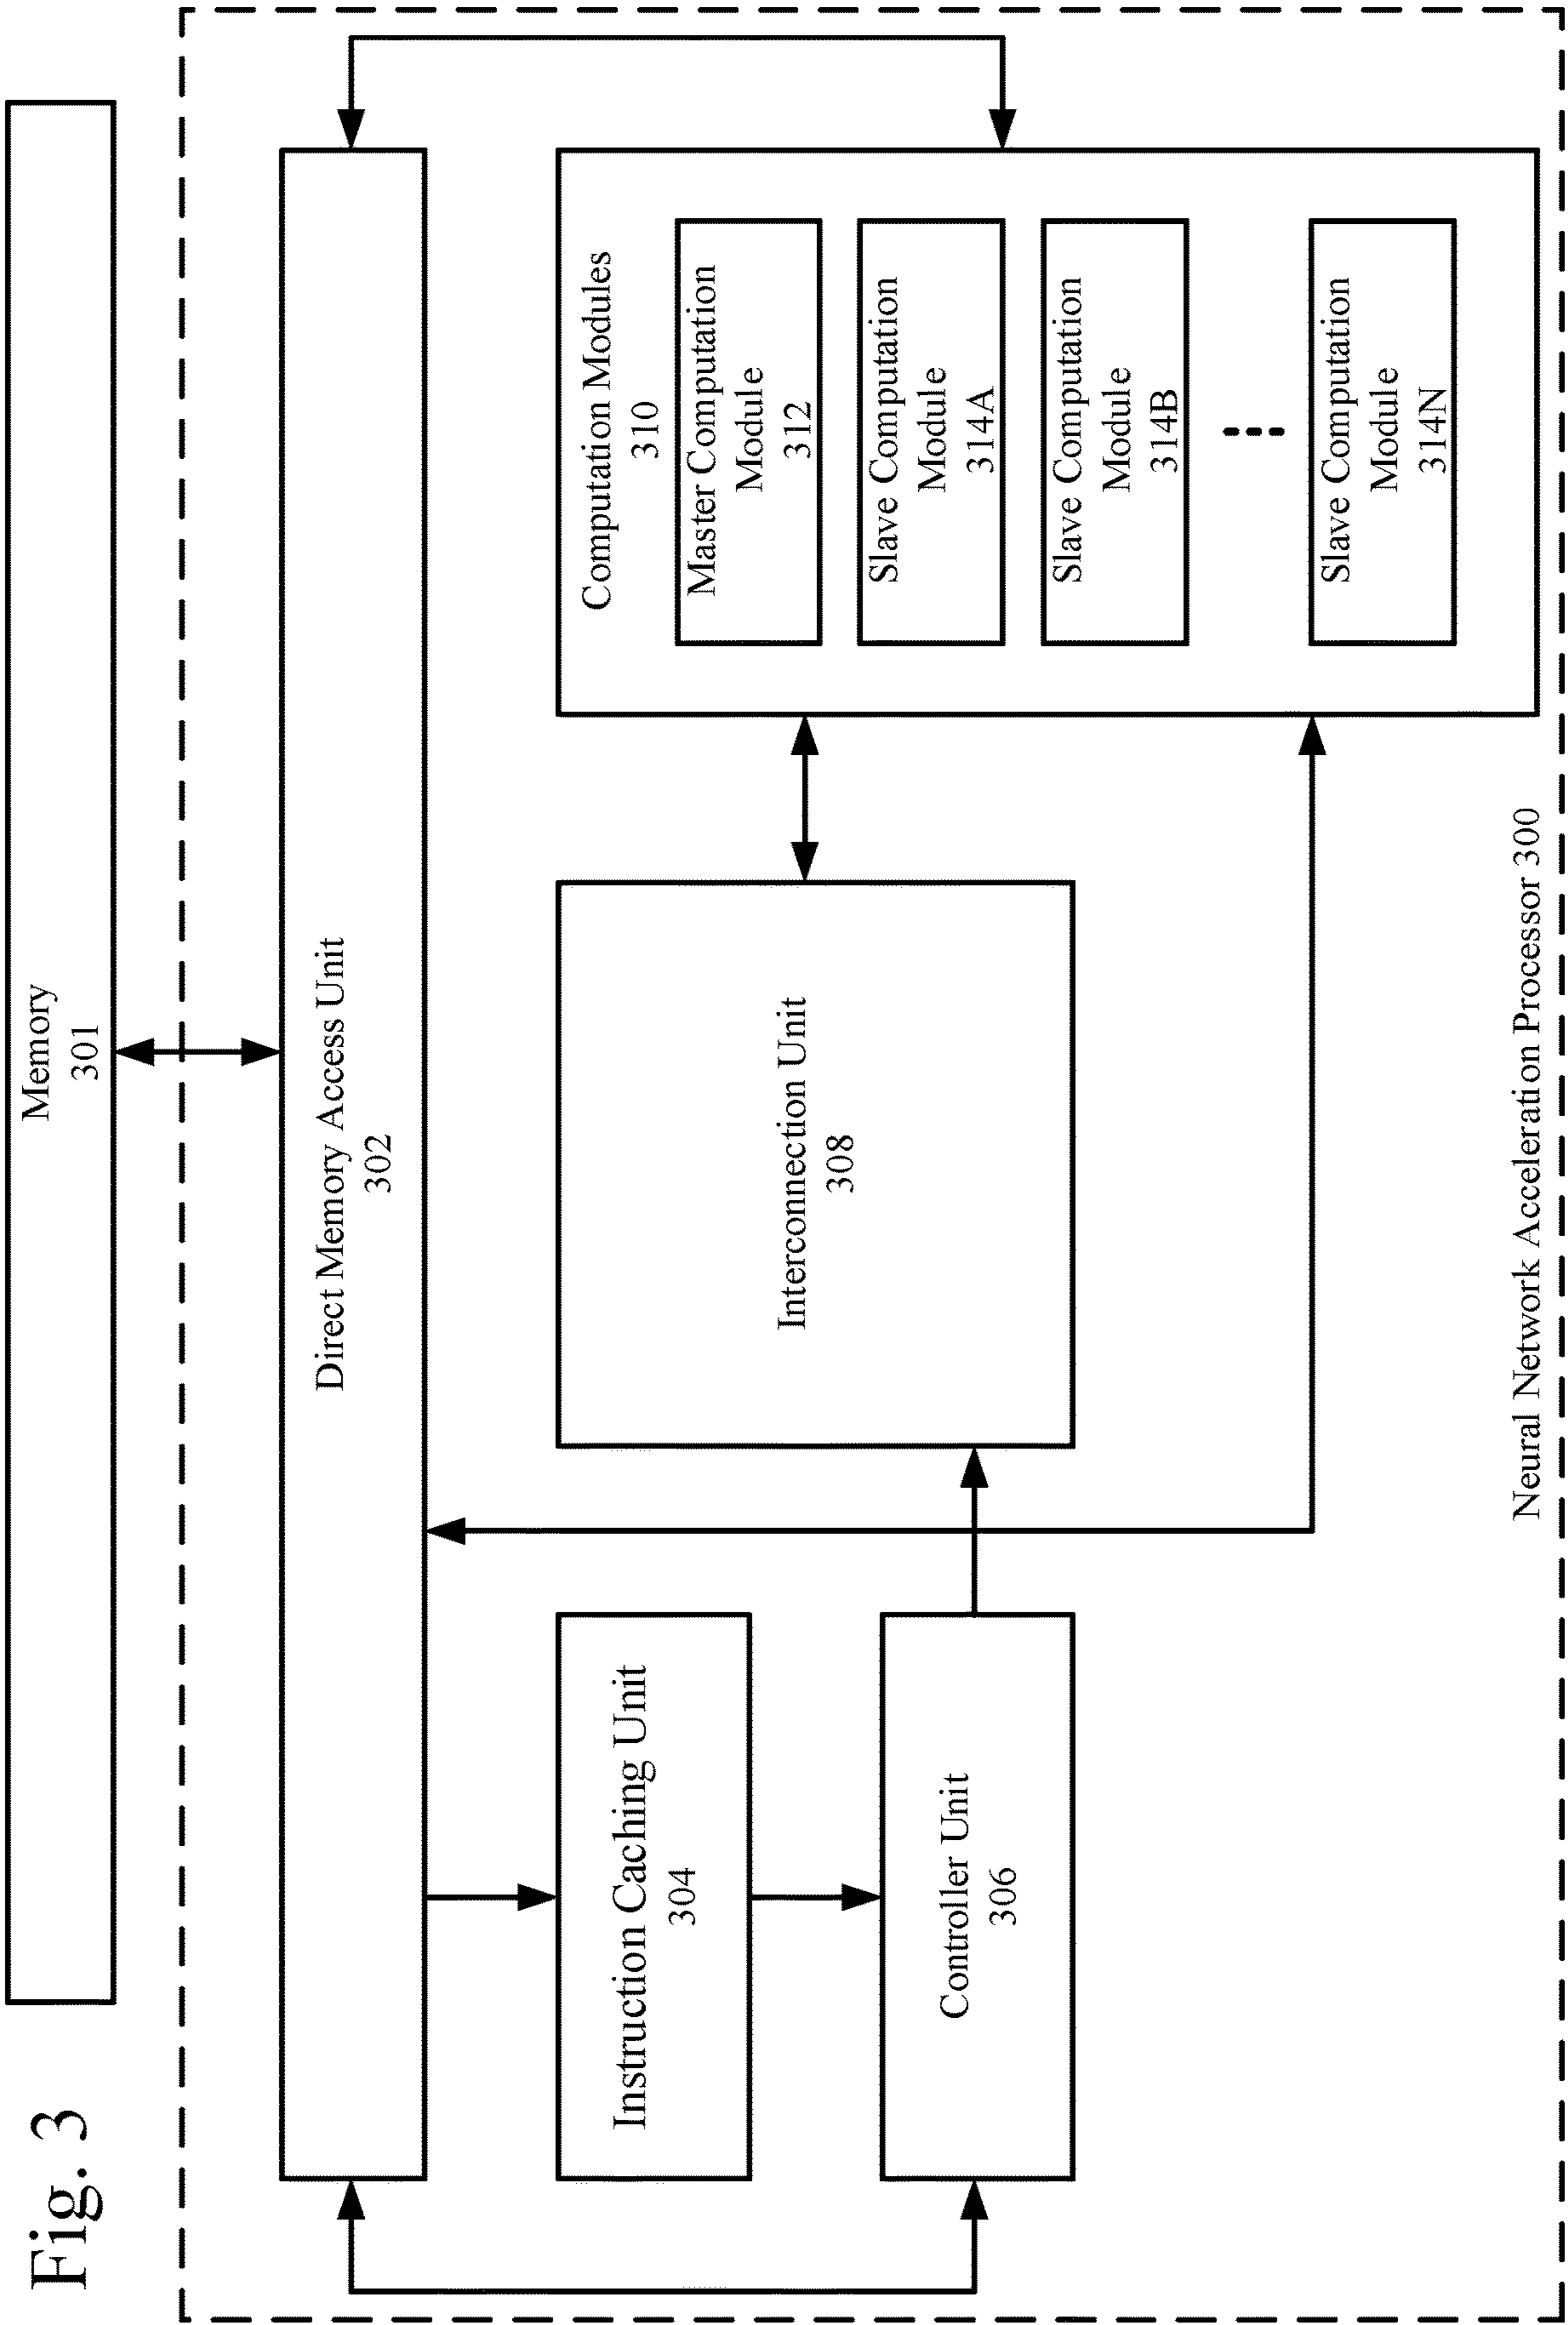 Fig. 3
Memory
301
Direct Memory Access Unit
302
Instruction Caching Unit
304
Controller Unit
306
Interconnection Unit
308
Computation Modules
310
Master Computation
Module
312
Slave Computation
Module
314A
Slave Computation
Module
314B
Slave Computation
Module
314N
Neural Network Acceleration Processor 300